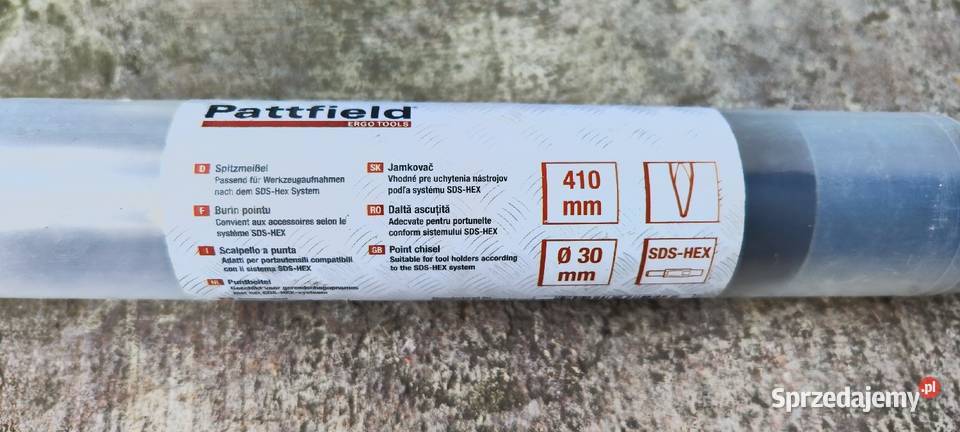 Pattfield
ERGO TOOLS
D Spitzmeißel
Passend für Werkzeugaufnahmen
nach dem SDS-Hex System
F Burin pointu
Convient aux accessoires selon le
système SDS-HEX
I Scalpello a punta
Adatti per portautensili compatibili
con il sistema SDS-HEX
NL Puntbeitel
SK Jamkovač
Vhodné pre uchytenia nástrojov
podľa systému SDS-HEX
RO Daltă ascuțită
Adecvate pentru portunelte
conform sistemului SDS-HEX
GB Point chisel
Suitable for tool holders according
to the SDS-HEX system
410
mm
Ø 30
mm
SDS-HEX
Sprzedajemy.pl